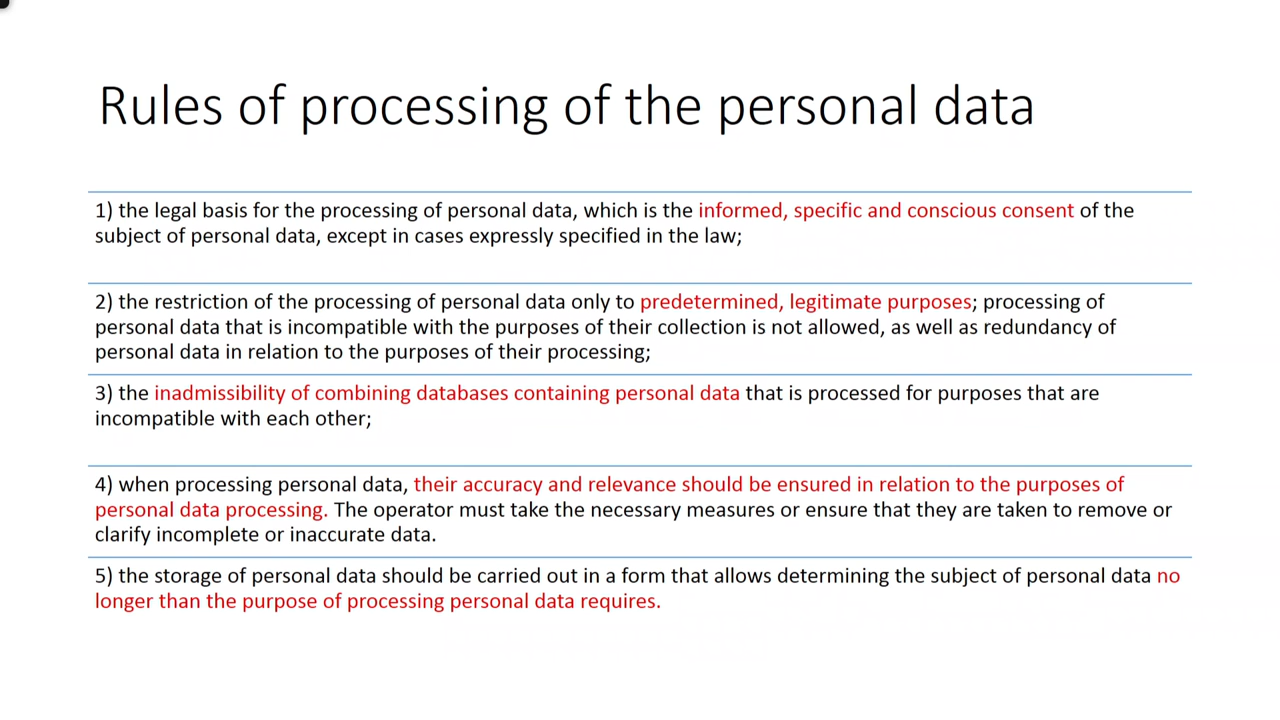 Rules of processing of the personal data
1) the legal basis for the processing of personal data, which is the informed, specific and conscious consent of the
subject of personal data, except in cases expressly specified in the law;
2) the restriction of the processing of personal data only to predetermined, legitimate purposes; processing of
personal data that is incompatible with the purposes of their collection is not allowed, as well as redundancy of
personal data in relation to the purposes of their processing;
3) the inadmissibility of combining databases containing personal data that is processed for purposes that are
incompatible with each other;
4) when processing personal data, their accuracy and relevance should be ensured in relation to the purposes of
personal data processing. The operator must take the necessary measures or ensure that they are taken to remove or
clarify incomplete or inaccurate data.
5) the storage of personal data should be carried out in a form that allows determining the subject of personal data no
longer than the purpose of processing personal data requires.